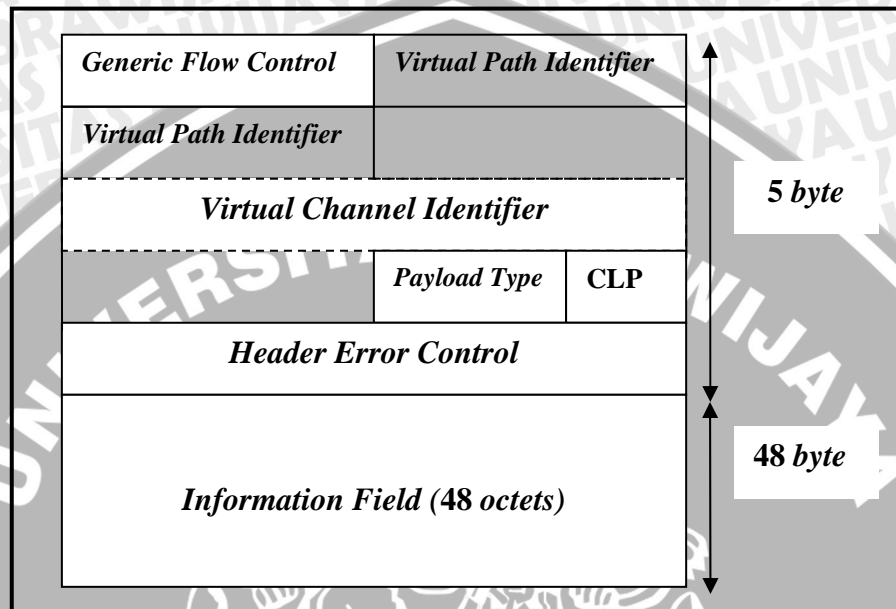 Generic Flow Control
Virtual Path Identifier
Virtual Path Identifier
Virtual Channel Identifier
5 byte
Payload Type
CLP
Header Error Control
48 byte
Information Field (48 octets)